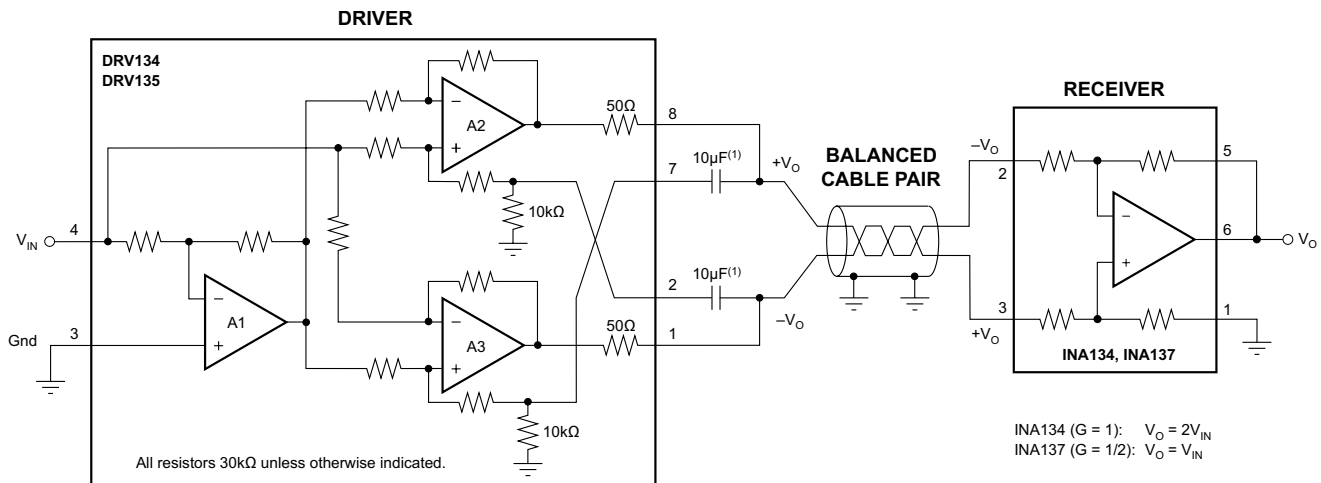 DRIVER
DRV134
DRV135
A2
50Ω
8
7
10µF(1)
+VO
BALANCED
CABLE PAIR
RECEIVER
–VO
2
5
10kΩ
VIN
4
6
VO
10µF(1)
2
–VO
A1
Gnd
3
A3
50Ω
1
3
+VO
1
INA134, INA137
10kΩ
All resistors 30kΩ unless otherwise indicated.
INA134 (G = 1): VO = 2VIN
INA137 (G = 1/2): VO = VIN